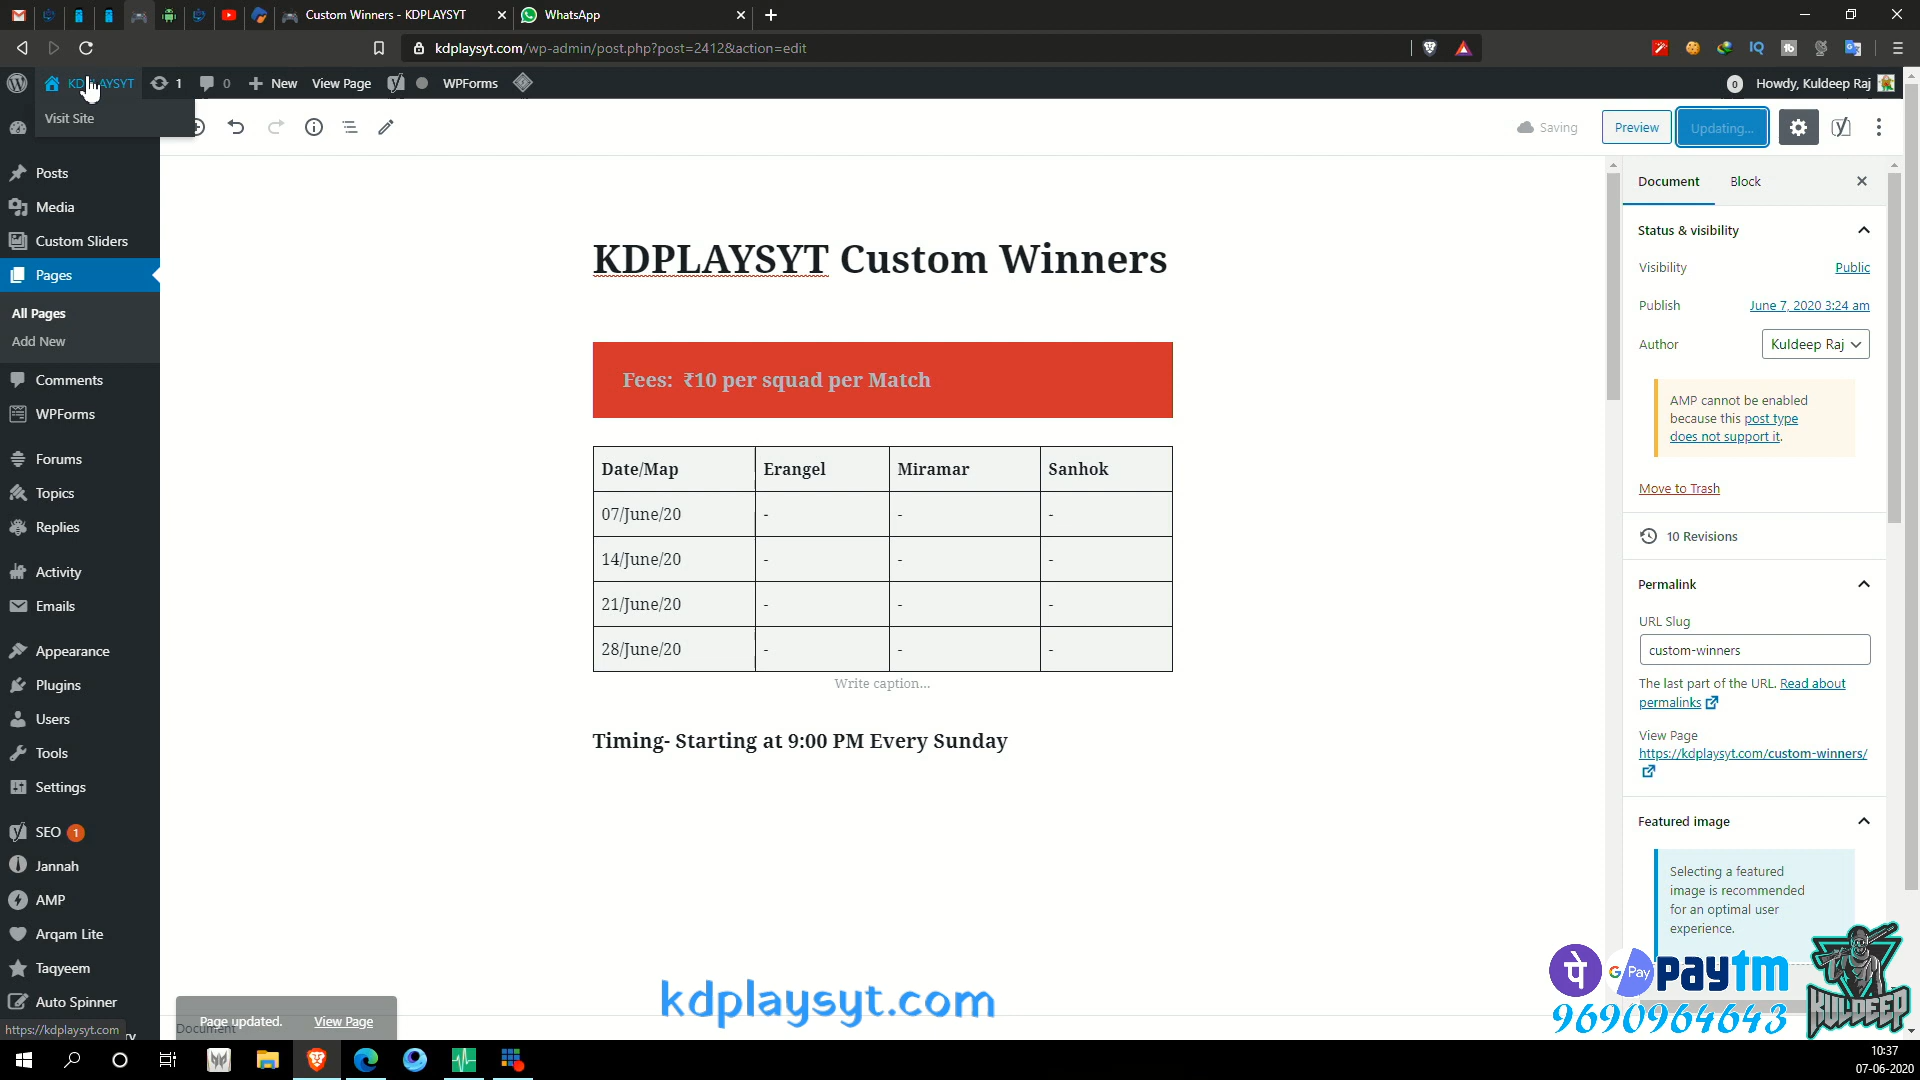 Custom Winners - KDPLAYSYT
WhatsApp
kdplaysyt.com/wp-admin/post.php?post=2412&action=edit
KDPLAYSYT
1
0
New
View Page
WPForms
0
Howdy, Kuldeep Raj
Visit Site
Saving
Preview
Updating...
Posts
Media
Custom Sliders
Pages
All Pages
Add New
Comments
WPForms
Forums
Topics
Replies
Activity
Emails
Appearance
Plugins
Users
Tools
Settings
SEO 1
Jannah
AMP
Arqam Lite
Taqyeem
Auto Spinner
https://kdplaysyt.com
KDPLAYSYT Custom Winners
Fees: ₹10 per squad per Match
Date/Map Erangel Miramar Sanhok
07/June/20 - - -
14/June/20 - - -
21/June/20 - - -
28/June/20 - - -
Write caption...
Timing- Starting at 9:00 PM Every Sunday
kdplaysyt.com
Page updated. View Page
Document
Document Block
Status & visibility
Visibility Public
Publish June 7, 2020 3:24 am
Author Kuldeep Raj
AMP cannot be enabled
because this post type
does not support it.
Move to Trash
10 Revisions
Permalink
URL Slug
custom-winners
The last part of the URL. Read about
permalinks
View Page
https://kdplaysyt.com/custom-winners/
Featured image
Selecting a featured
image is recommended
for an optimal user
experience.
पे G Pay paytm
9690964643
KULDEEP
10:37
07-06-2020